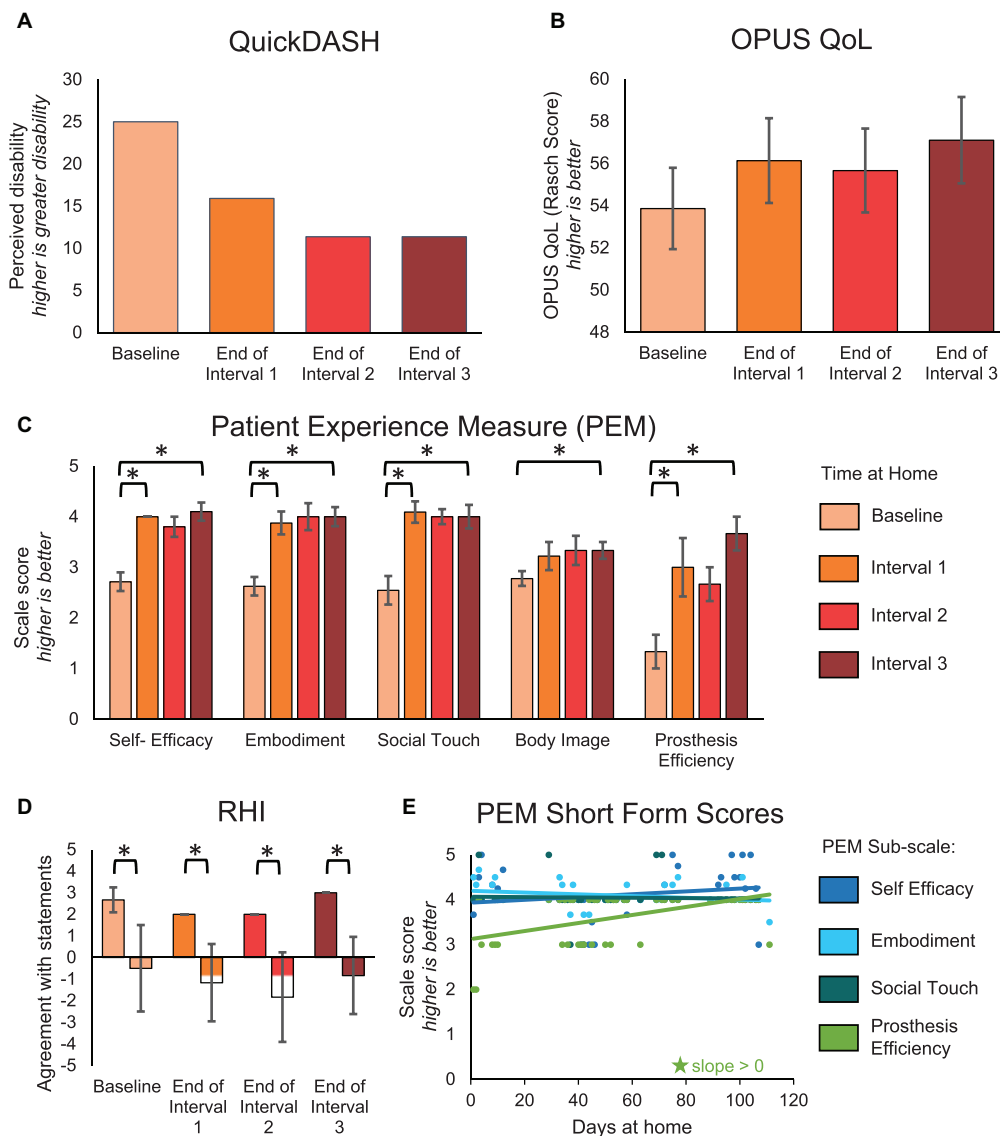 A
QuickDASH
Perceived disability
higher is greater disability
30
25
20
15
10
5
0
Baseline
End of
Interval 1
End of
Interval 2
End of
Interval 3
B
OPUS QoL
OPUS QoL (Rasch Score)
higher is better
60
58
56
54
52
50
48
Baseline
End of
Interval 1
End of
Interval 2
End of
Interval 3
C
Patient Experience Measure (PEM)
Scale score
higher is better
5
4
3
2
1
0
* * * * * * * * *
Self- Efficacy
Embodiment
Social Touch
Body Image
Prosthesis
Efficiency
Time at Home
Baseline
Interval 1
Interval 2
Interval 3
D
RHI
Agreement with statements
5
4
3
2
1
0
-1
-2
-3
-4
-5
* * * *
Baseline
End of
Interval
1
End of
Interval
2
End of
Interval 3
E
PEM Short Form Scores
Scale score
higher is better
5
4
3
2
1
0
slope > 0
0 20 40 60 80 100 120
Days at home
PEM Sub-scale:
Self Efficacy
Embodiment
Social Touch
Prosthesis
Efficiency